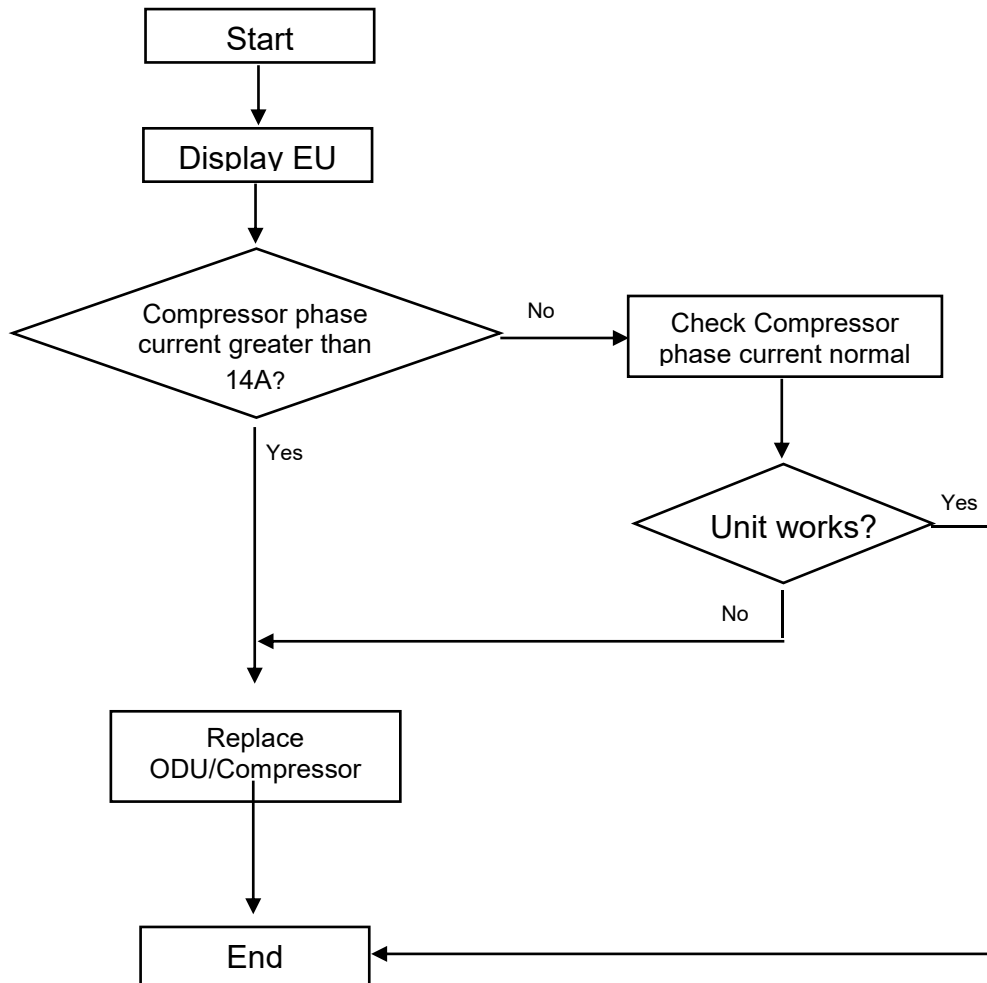 Start
Display EU
Compressor phase
current greater than
14A?
No
Check Compressor
phase current normal
Yes
Unit works?
Yes
No
Replace
ODU/Compressor
End